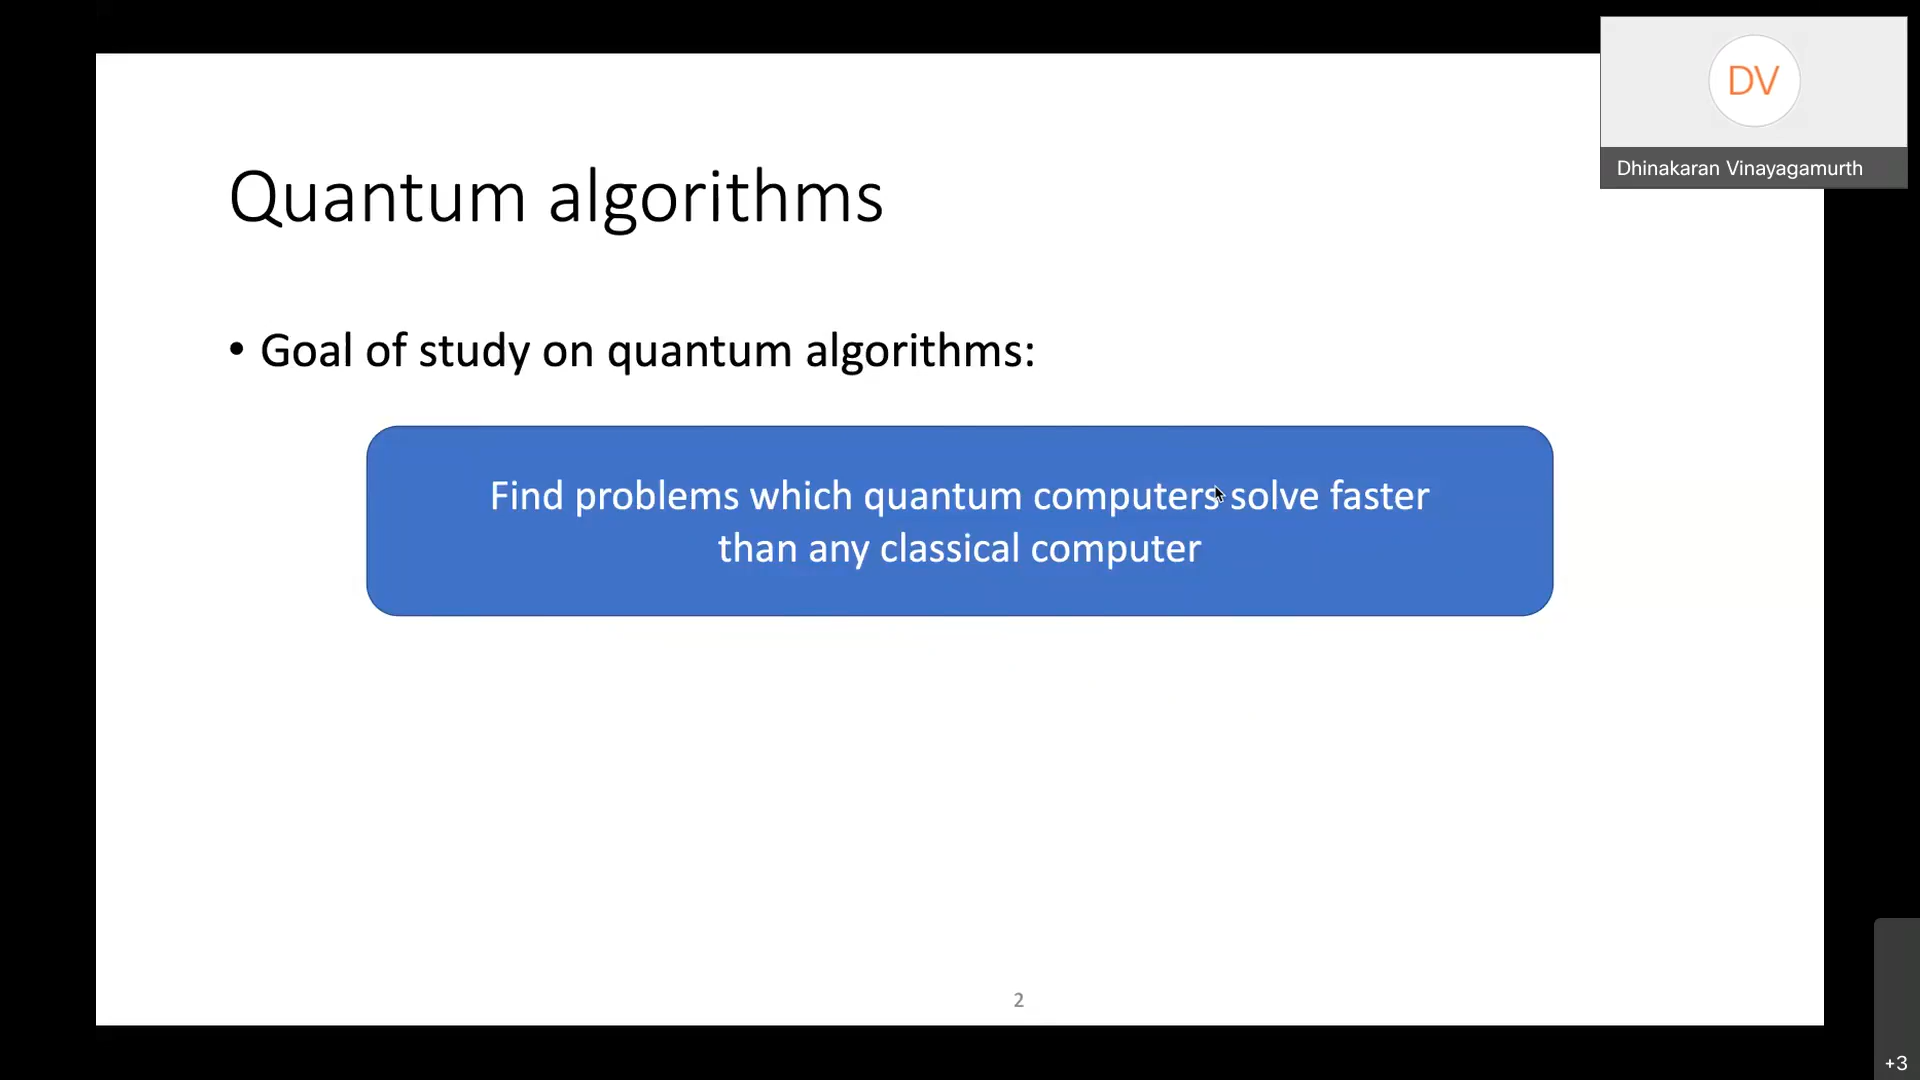 DV
Dhinakaran Vinayagamurth
Quantum algorithms
• Goal of study on quantum algorithms:
Find problems which quantum computers solve faster
than any classical computer
2
+3